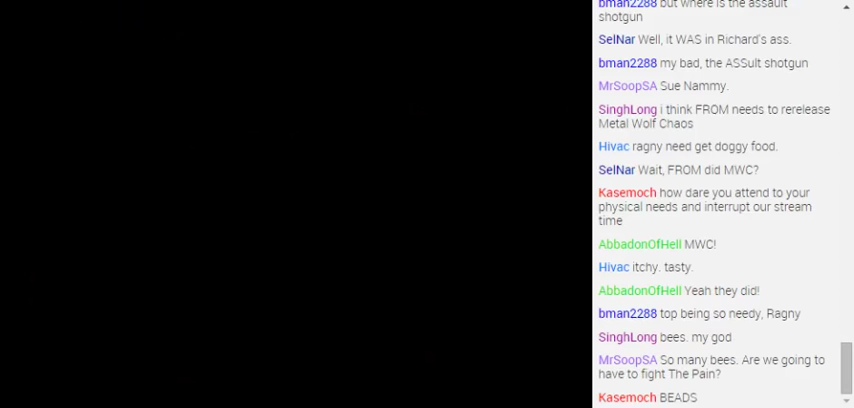 bman2288 but where is the assault
shotgun
SelNar Well, it WAS in Richard's ass.
bman2288 my bad, the ASSult shotgun
MrSoopSA Sue Nammy.
SinghLong i think FROM needs to rerelease
Metal Wolf Chaos
Hivac ragny need get doggy food.
SelNar Wait, FROM did MWC?
Kasemoch how dare you attend to your
physical needs and interrupt our stream
time
AbbadonOfHell MWC!
Hivac itchy. tasty.
AbbadonOfHell Yeah they did!
bman2288 top being so needy, Ragny
SinghLong bees. my god
MrSoopSA So many bees. Are we going to
have to fight The Pain?
Kasemoch BEADS